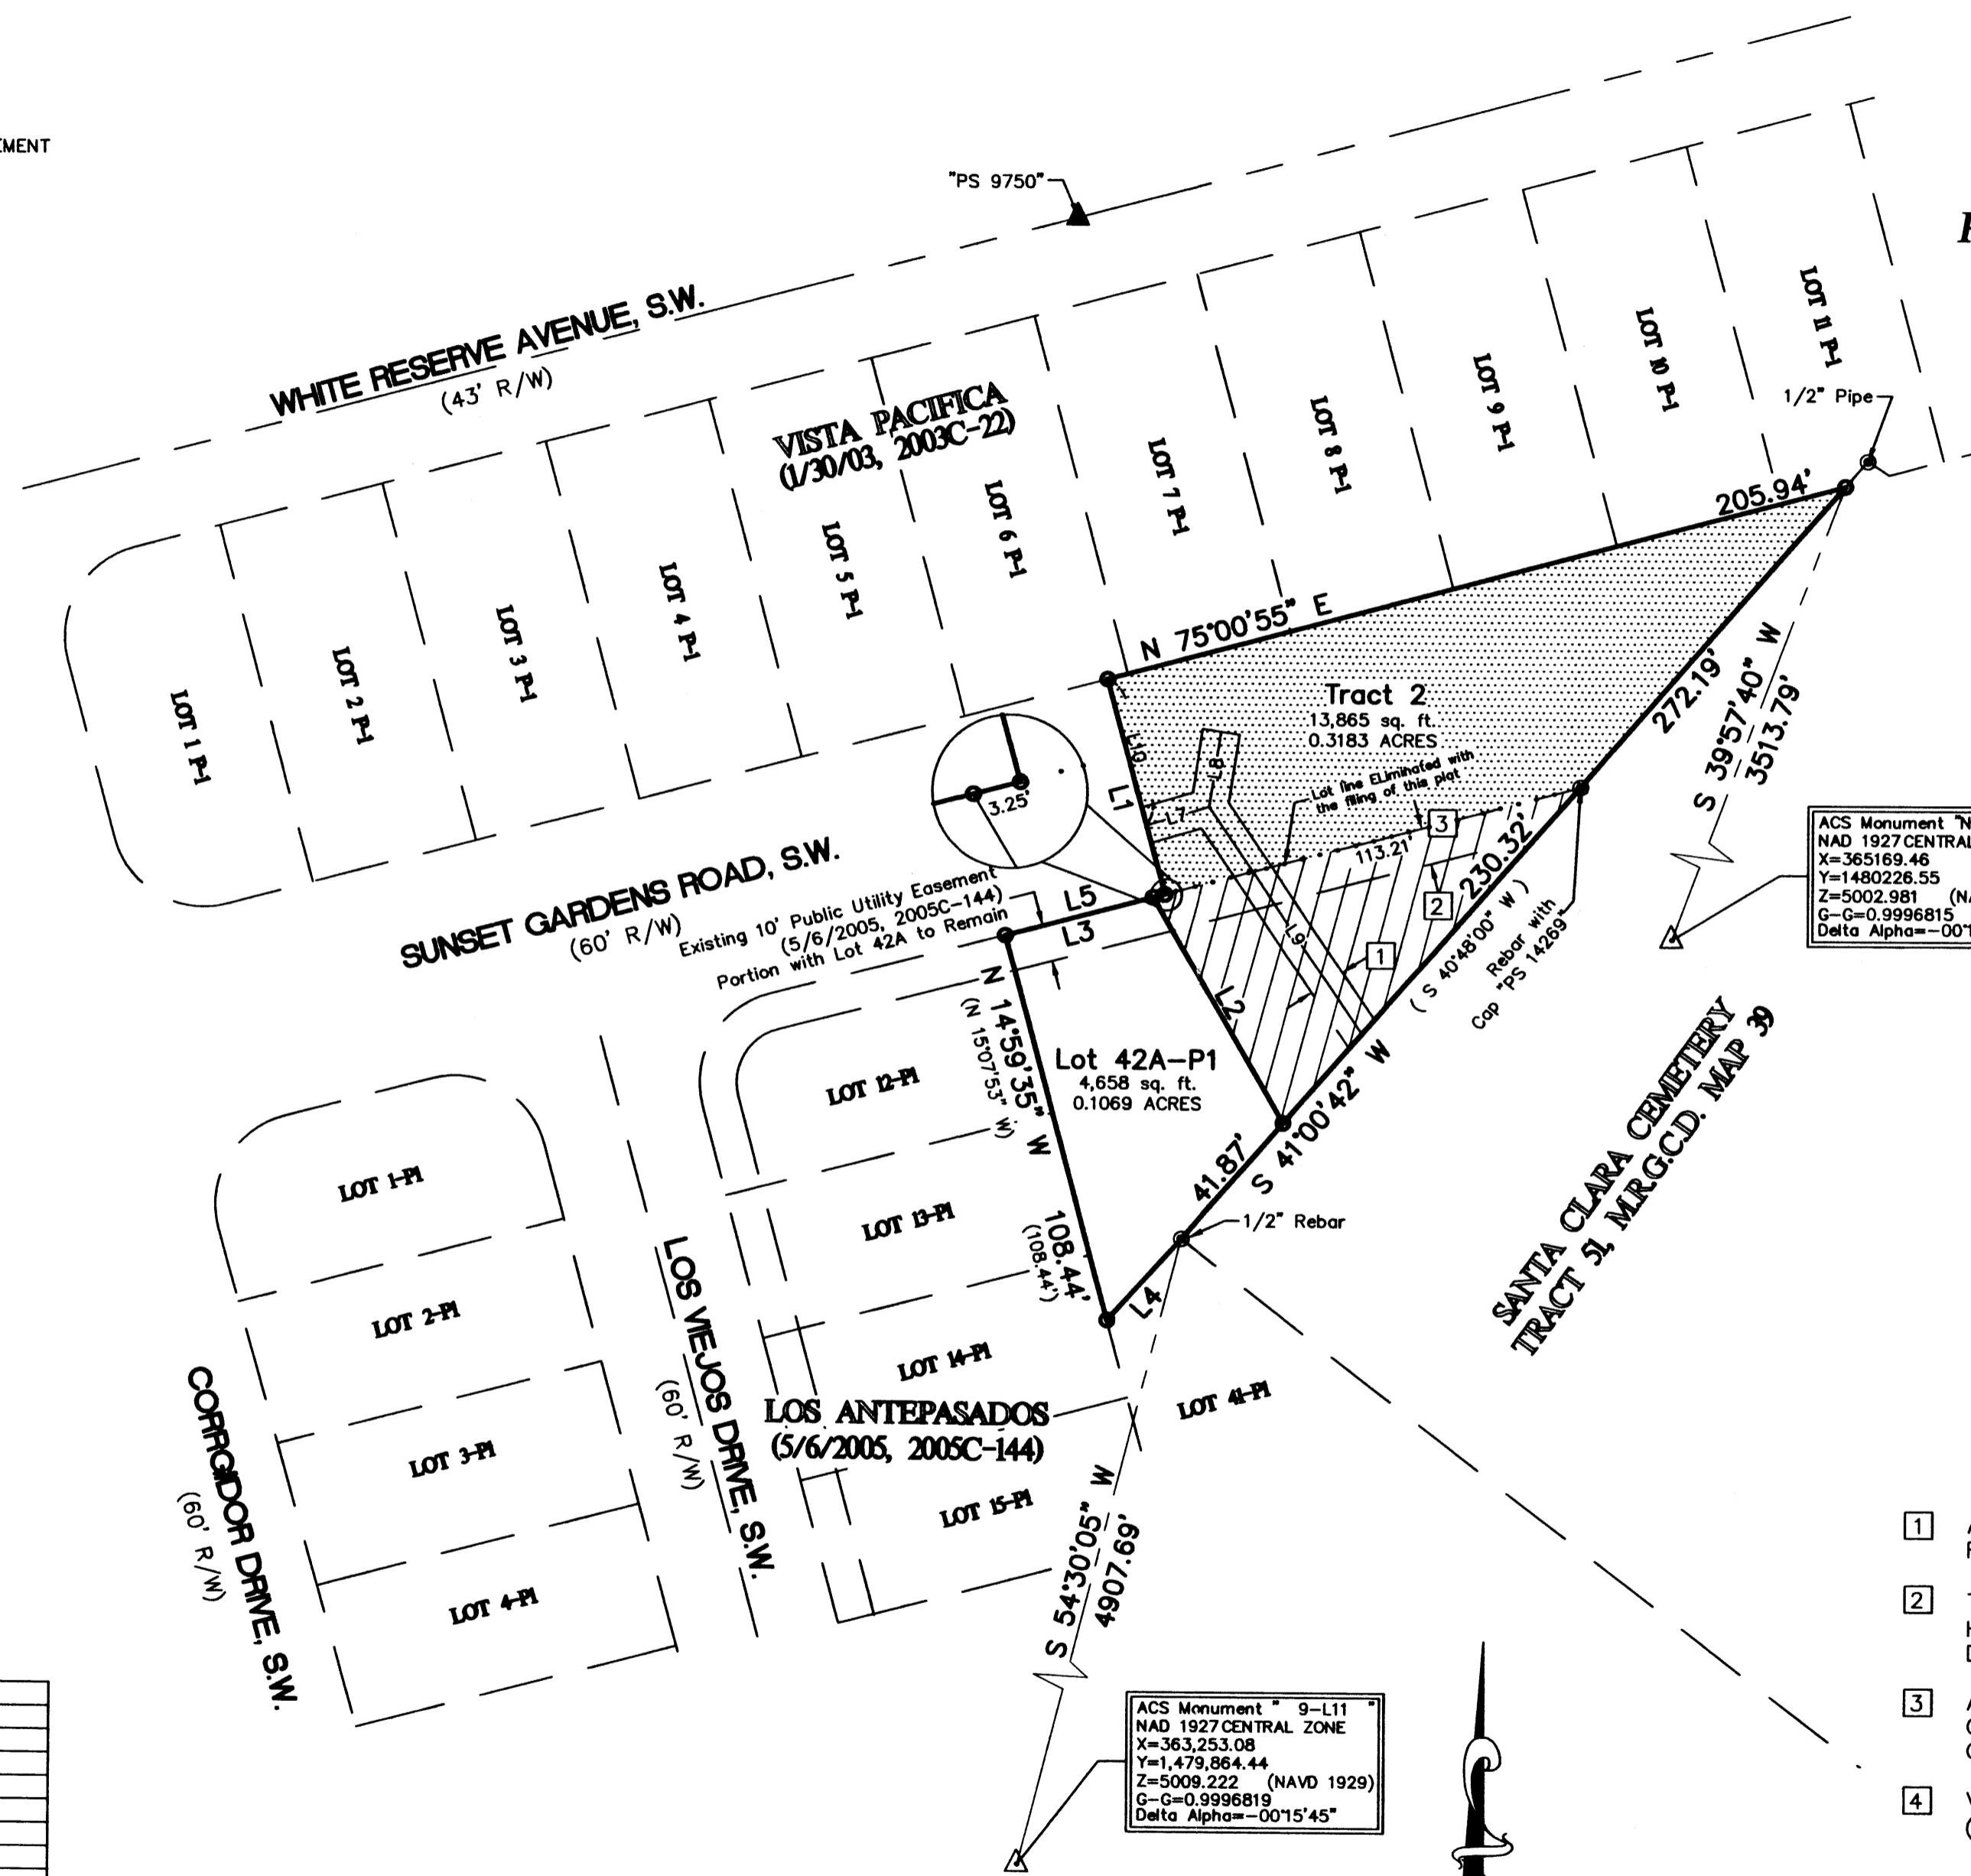 EMENT
"PS 9750"
WHITE RESERVE AVENUE, S.W.
(43' R/W)
VISTA PACIFICA
(1/30/03, 2003C-22)
LOT 1 P-1
LOT 2 P-1
LOT 3 P-1
LOT 4 P-1
LOT 5 P-1
LOT 6 P-1
LOT 7 P-1
LOT 8 P-1
LOT 9 P-1
LOT 10 P-1
LOT 11 P-1
1/2" Pipe
205.94'
N 75°00'55" E
Tract 2
13,865 sq. ft.
0.3183 ACRES
272.19'
S 39°57'40" W
3513.79'
L10
L1
L8
L7
Lot line ELiminated with
the filing of this plat
3
113.21'
2
230.32'
( S 40°48'00" W )
Rebar with
Cap "PS 14269"
L9
1
3.25'
ACS Monument "N
NAD 1927 CENTRAL
X=365169.46
Y=1480226.55
Z=5002.981 (NA
G-G=0.9996815
Delta Alpha=-00°1
SUNSET GARDENS ROAD, S.W.
(60' R/W)
Existing 10' Public Utility Easement
(5/6/2005, 2005C-144)
Portion with Lot 42A to Remain
L5
L3
L2
N 14°59'35" W
(N 15°07'53" W)
108.44'
(108.44')
Lot 42A-P1
4,658 sq. ft.
0.1069 ACRES
S 41°00'42" W
41.87'
1/2" Rebar
L4
SANTA CLARA CEMETERY
TRACT 51, M.R.G.C.D. MAP 39
LOT 12-P1
LOT 13-P1
LOT 14-P1
LOT 15-P1
LOT 41-P1
LOT 1-P1
LOT 2-P1
LOT 3-P1
LOT 4-P1
LOS VIEJOS DRIVE, S.W.
(60' R/W)
LOS ANTEPASADOS
(5/6/2005, 2005C-144)
CORRGIDOR DRIVE, S.W.
(60' R/W)
S 54°30'05" W
4907.69'
ACS Monument " 9-L11 "
NAD 1927 CENTRAL ZONE
X=363,253.08
Y=1,479,864.44
Z=5009.222 (NAVD 1929)
G-G=0.9996819
Delta Alpha=-00°15'45"
1
2
3
4